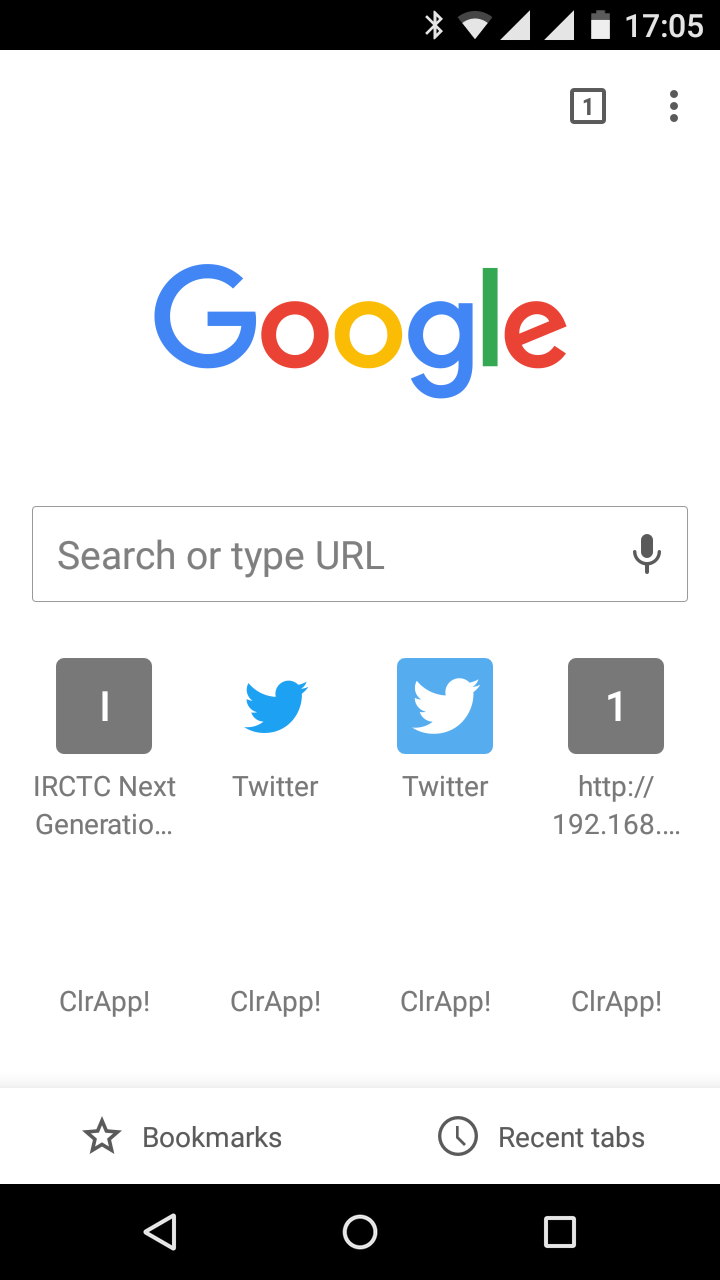 17:05
1
Google
Search or type URL
I
1
IRCTC Next Twitter Twitter http://
Generatio... 192.168....
ClrApp! ClrApp! ClrApp! ClrApp!
Bookmarks Recent tabs